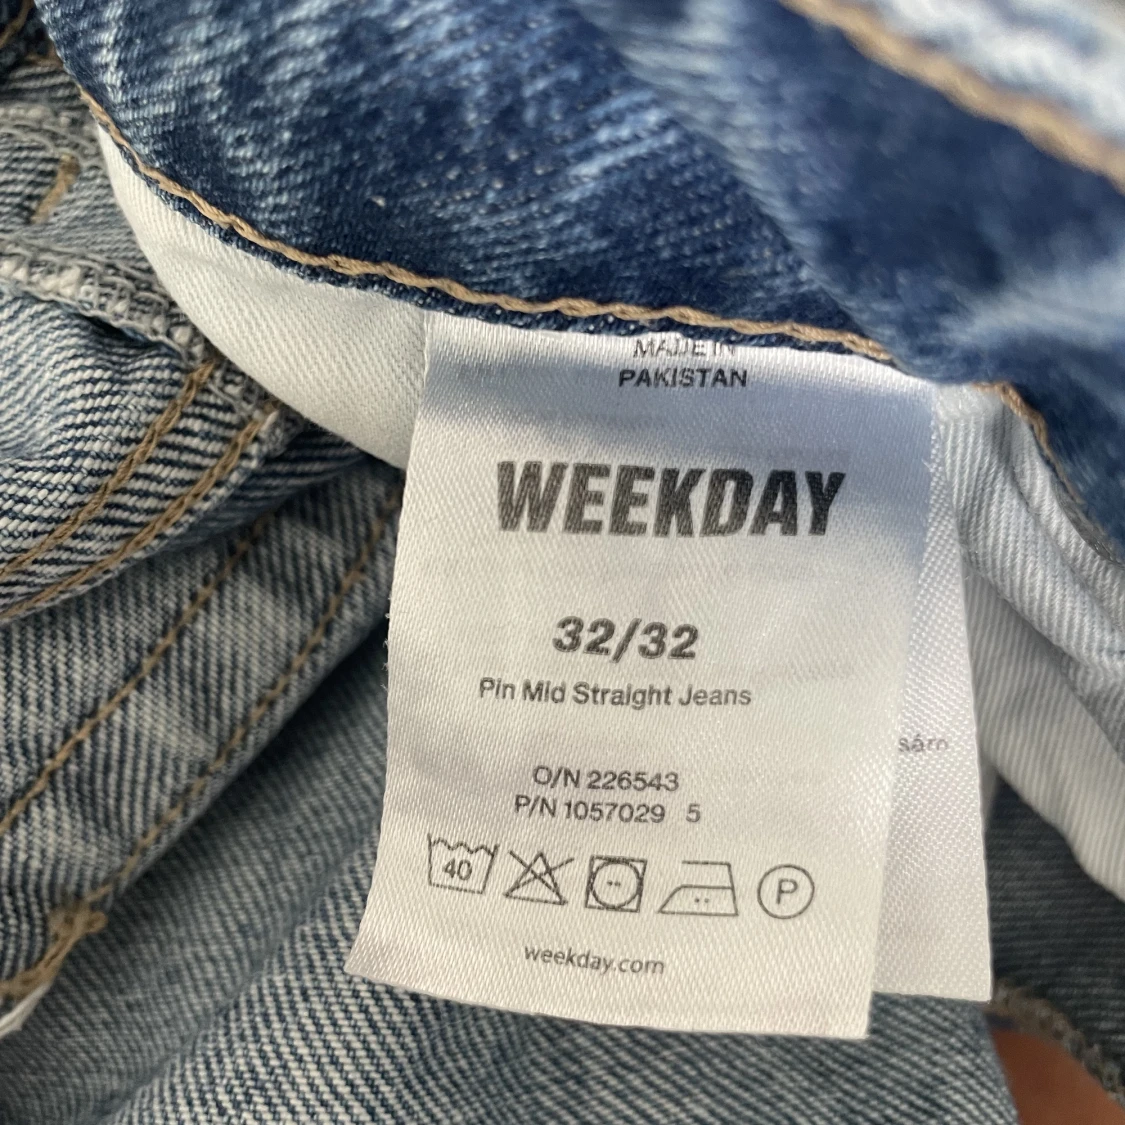 MADE IN
PAKISTAN
WEEKDAY
32/32
Pin Mid Straight Jeans
O/N 226543
P/N 1057029 5
40
P
weekday.com